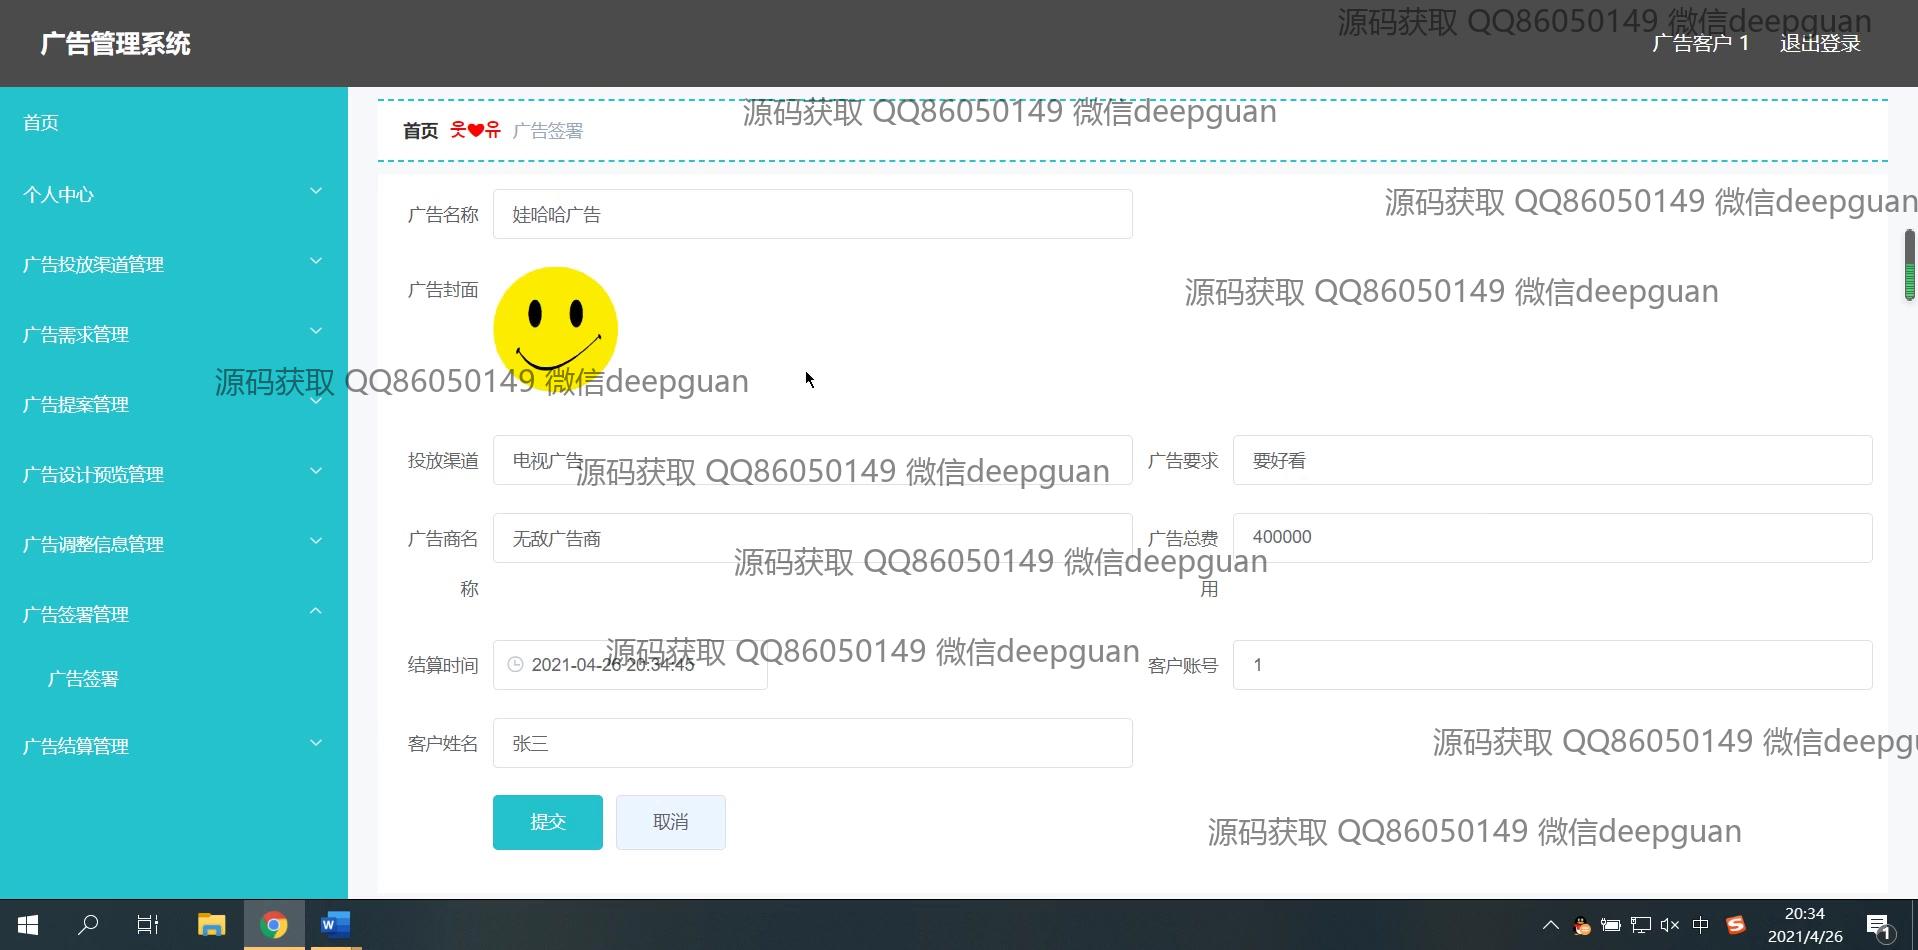 源码获取 QQ86050149 微信deepguan
广告管理系统
广告客户 1 退出登录
首页
源码获取 QQ86050149 微信deepguan
首页 웃❤유 广告签署
个人中心
广告名称 娃哈哈广告
源码获取 QQ86050149 微信deepguan
广告投放渠道管理
广告封面
源码获取 QQ86050149 微信deepguan
广告需求管理
源码获取 QQ86050149 微信deepguan
广告提案管理
投放渠道 电视广告 广告要求 要好看
源码获取 QQ86050149 微信deepguan
广告设计预览管理
广告商名称 无敌广告商 广告总费用 400000
广告调整信息管理
源码获取 QQ86050149 微信deepguan
广告签署管理
源码获取 QQ86050149 微信deepguan
结算时间 2021-04-26 20:34:45 客户账号 1
广告签署
客户姓名 张三
源码获取 QQ86050149 微信deepgu
广告结算管理
提交 取消
源码获取 QQ86050149 微信deepguan
中 20:34
2021/4/26
1